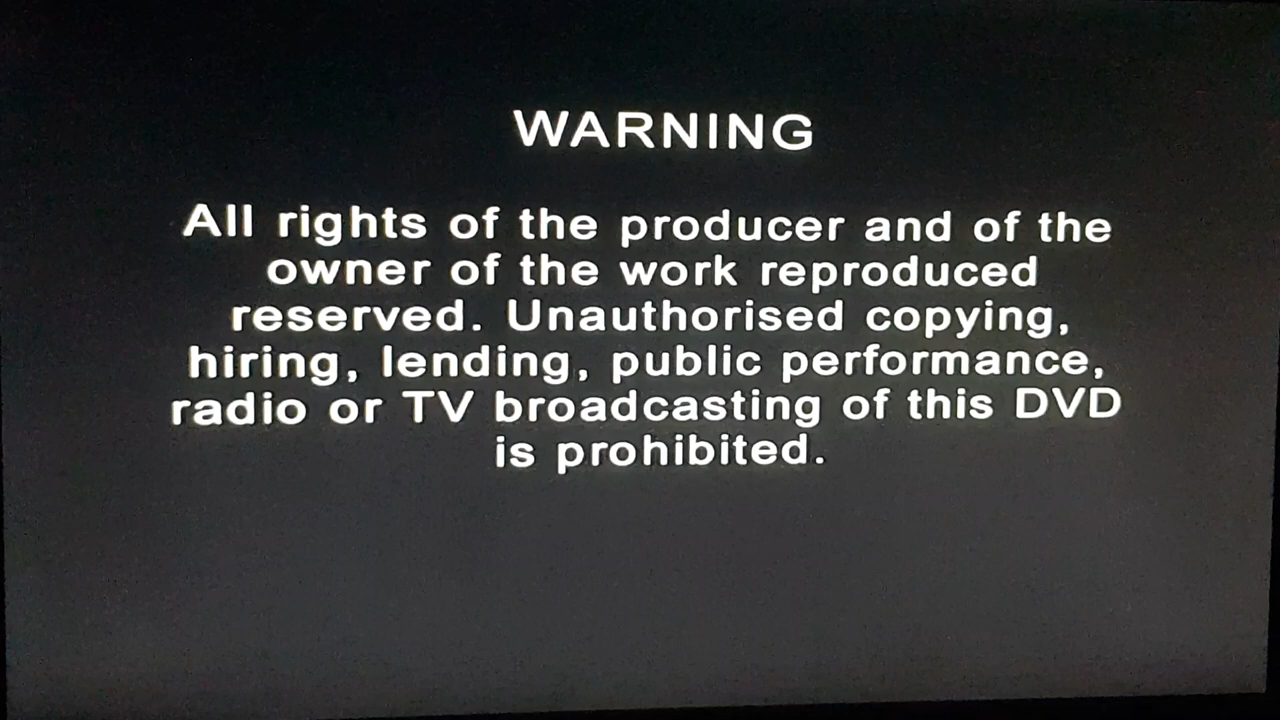 WARNING
All rights of the producer and of the
owner of the work reproduced
reserved. Unauthorised copying,
hiring, lending, public performance,
radio or TV broadcasting of this DVD
is prohibited.